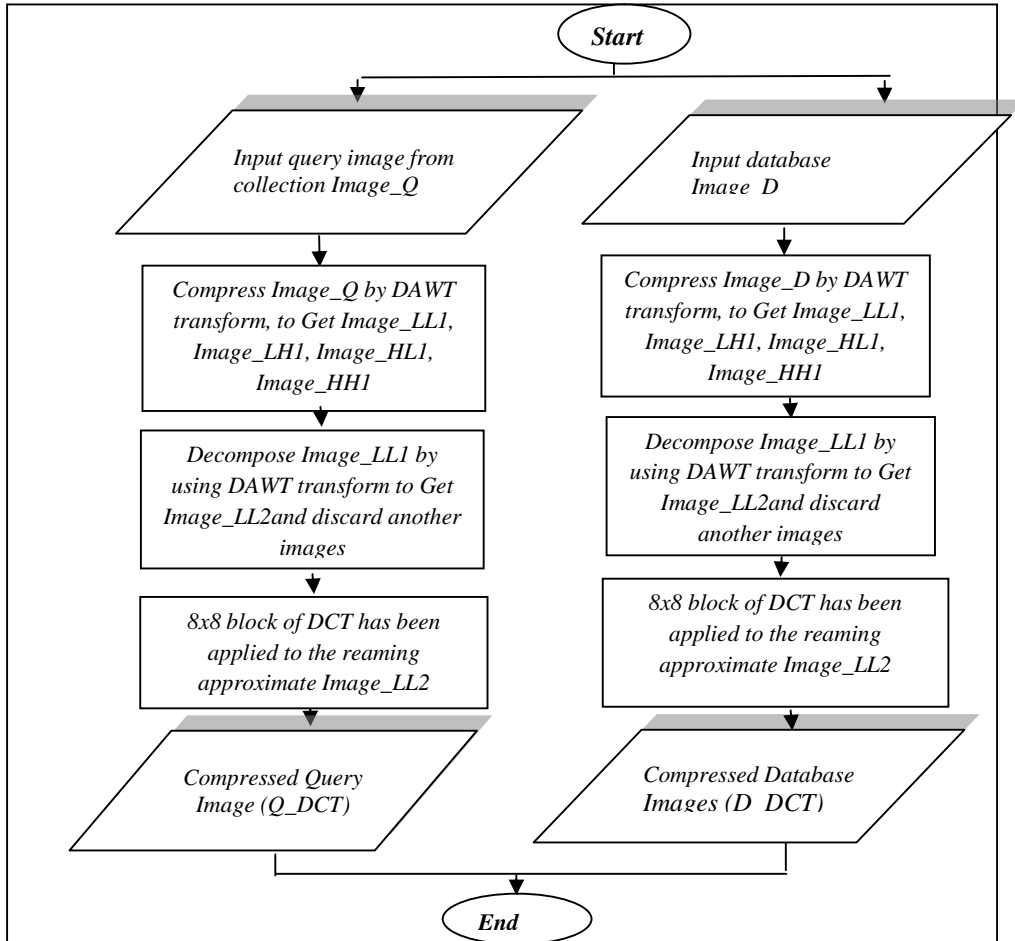 Start
Input query image from
collection Image_Q
Input database
Image_D
Compress Image_Q by DAWT
transform, to Get Image_LL1,
Image_LH1, Image_HL1,
Image_HH1
Compress Image_D by DAWT
transform, to Get Image_LL1,
Image_LH1, Image_HL1,
Image_HH1
Decompose Image_LL1 by
using DAWT transform to Get
Image_LL2and discard another
images
Decompose Image_LL1 by
using DAWT transform to Get
Image_LL2and discard another
images
8x8 block of DCT has been
applied to the reaming
approximate Image_LL2
8x8 block of DCT has been
applied to the reaming
approximate Image_LL2
Compressed Query
Image (Q_DCT)
Compressed Database
Images (D_DCT)
End